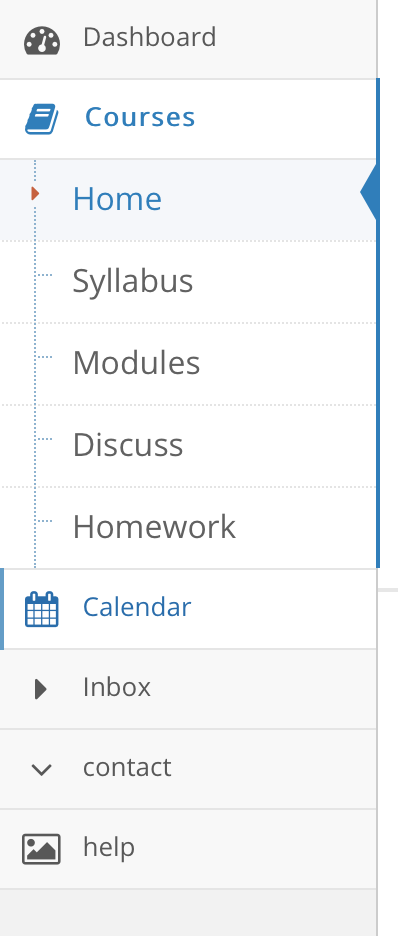 Dashboard
Courses
Home
Syllabus
Modules
Discuss
Homework
Calendar
Inbox
contact
help